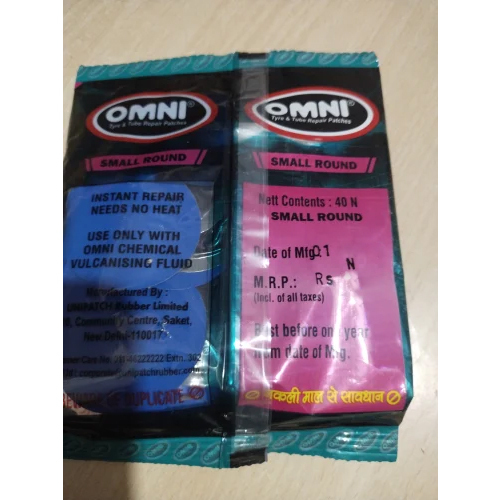 OMNI®
Tyre & Tube Repair Patches
SMALL ROUND
INSTANT REPAIR
NEEDS NO HEAT
USE ONLY WITH
OMNI CHEMICAL
VULCANISING FLUID
Manufactured By :
Rubber Limited
Community Centre, Saket,
New Delhi-110017
DUPLICATE
OMNI®
Tyre & Tube Repair Patches
SMALL ROUND
Nett Contents : 40 N
SMALL ROUND
Date of Mfg.
N
M.R.P.: Rs
(Incl. of all taxes)
Best before one year
from date of Mfg.
नकली माल से सावधान